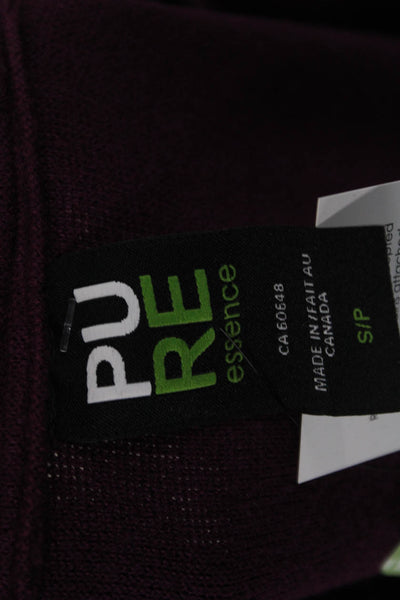 PU
RE
essence
CA 60648
MADE IN / FAIT AU
CANADA
S/P